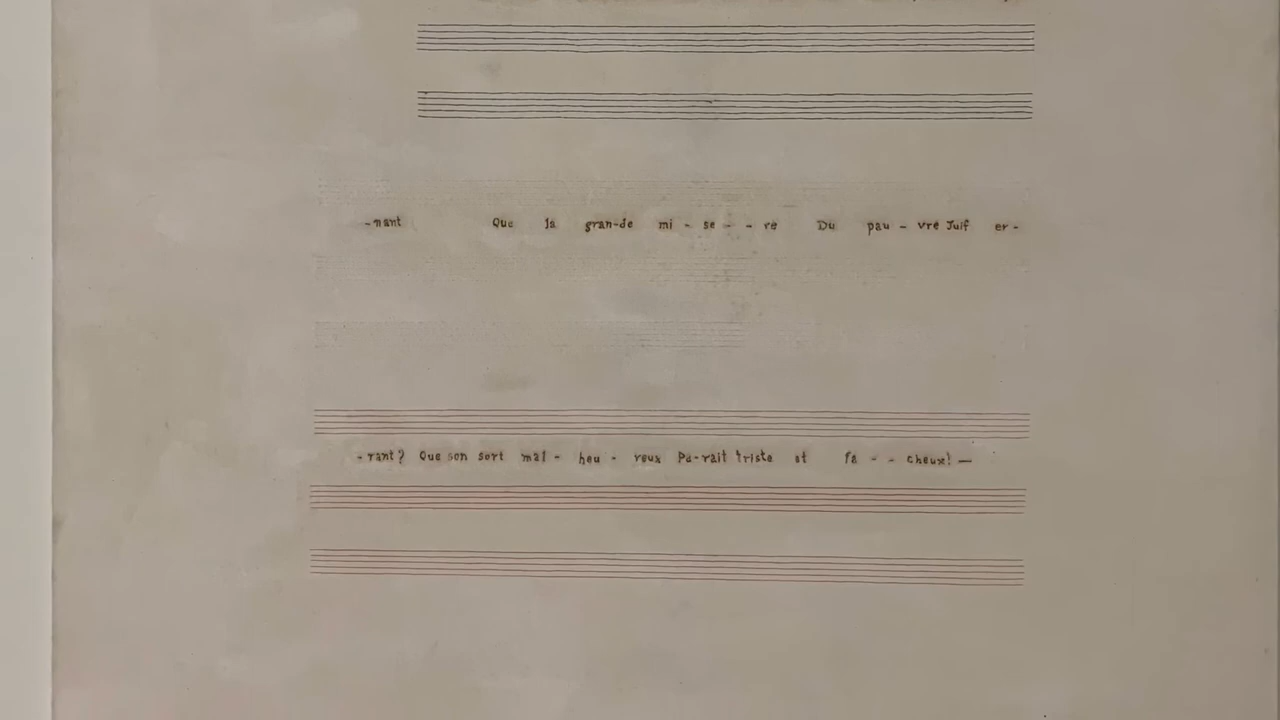 -nant Que la gran-de mi - se - - re Du pau - vre Juif er -
- rant? Que son sort mal - heu - reux Pa-rait triste et fa - - cheux! —